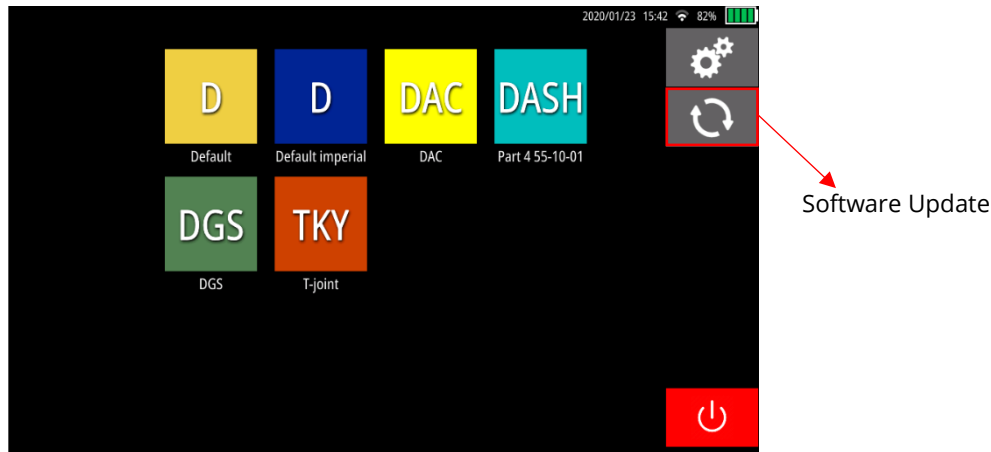 2020/01/23 15:42 82%
D D DAC DASH
Default Default imperial DAC Part 4 55-10-01
Software Update
DGS TKY
DGS T-joint